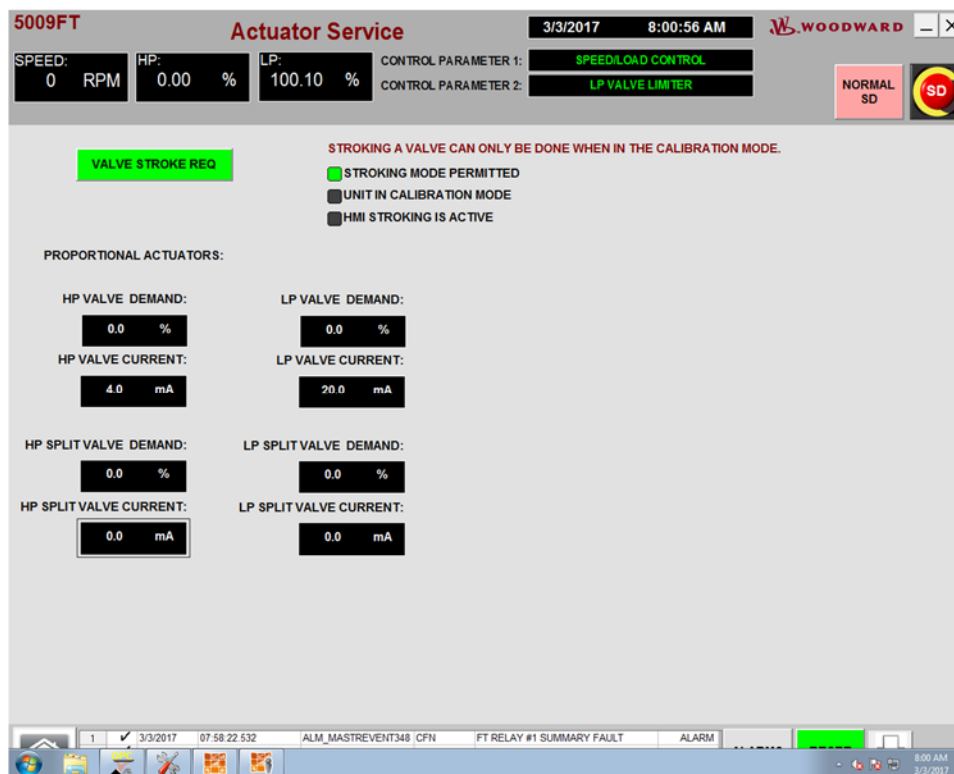 5009FT
Actuator Service
3/3/2017 8:00:56 AM
WOODWARD
SPEED: HP: LP:
0 RPM 0.00 % 100.10 %
CONTROL PARAMETER 1: SPEED/LOAD CONTROL
CONTROL PARAMETER 2: LP VALVE LIMITER
NORMAL
SD
SD
STROKING A VALVE CAN ONLY BE DONE WHEN IN THE CALIBRATION MODE.
VALVE STROKE REQ
STROKING MODE PERMITTED
UNIT IN CALIBRATION MODE
HMI STROKING IS ACTIVE
PROPORTIONAL ACTUATORS:
HP VALVE DEMAND: LP VALVE DEMAND:
0.0 % 0.0 %
HP VALVE CURRENT: LP VALVE CURRENT:
4.0 mA 20.0 mA
HP SPLIT VALVE DEMAND: LP SPLIT VALVE DEMAND:
0.0 % 0.0 %
HP SPLIT VALVE CURRENT: LP SPLIT VALVE CURRENT:
0.0 mA 0.0 mA
1 3/3/2017 07:58:22.532 ALM_MASTREVENT348 CFN FT RELAY #1 SUMMARY FAULT ALARM
8:00 AM
3/3/2017